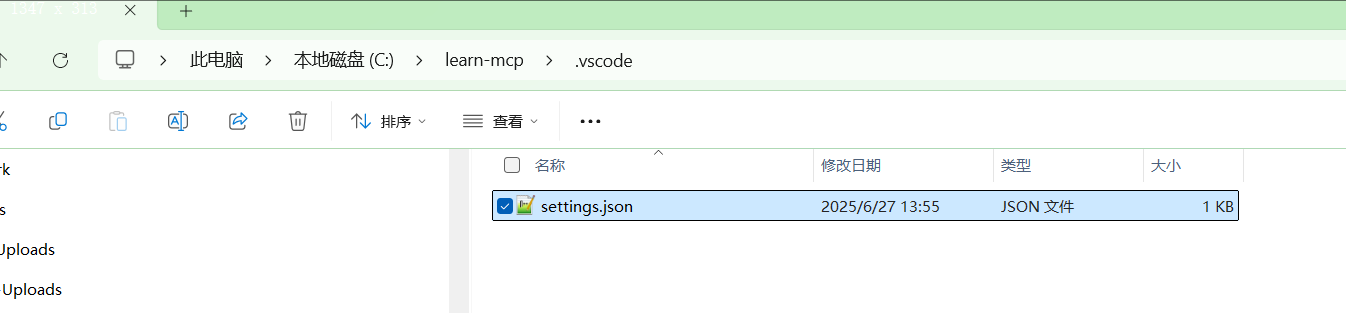 1347 x 313
此电脑 > 本地磁盘 (C:) > learn-mcp > .vscode
排序 查看
名称 修改日期 类型 大小
settings.json 2025/6/27 13:55 JSON 文件 1 KB
rk
s
Uploads
-Uploads